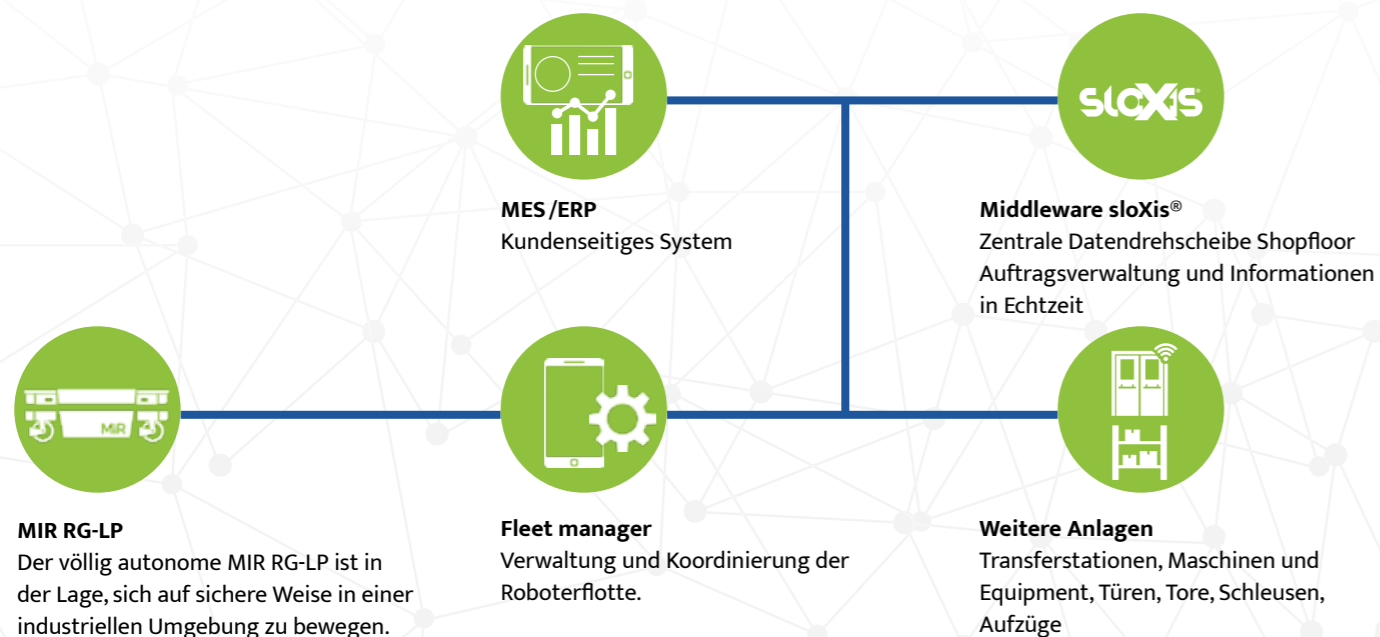 sloXis
MES/ERP
Kundenseitiges System
Middleware sloXis®
Zentrale Datendrehscheibe Shopfloor
Auftragsverwaltung und Informationen
in Echtzeit
MiR
MIR RG-LP
Der völlig autonome MIR RG-LP ist in
der Lage, sich auf sichere Weise in einer
industriellen Umgebung zu bewegen.
Fleet manager
Verwaltung und Koordinierung der
Roboterflotte.
Weitere Anlagen
Transferstationen, Maschinen und
Equipment, Türen, Tore, Schleusen,
Aufzüge